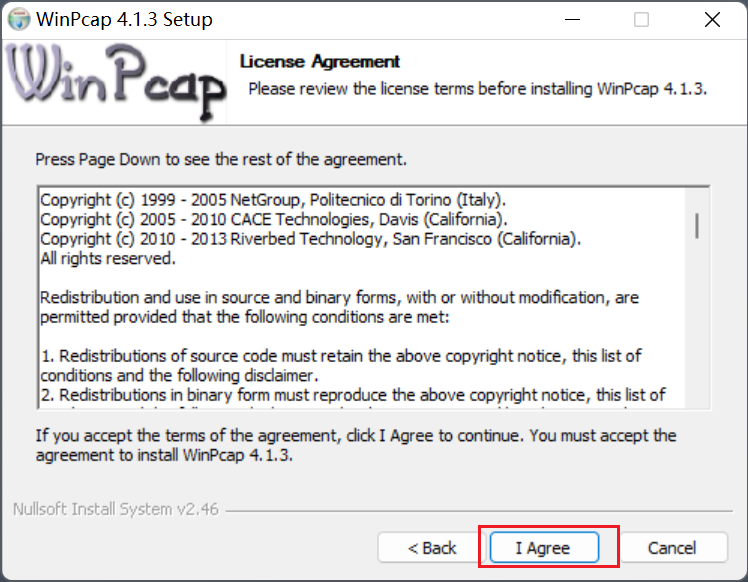 WinPcap 4.1.3 Setup
WinPcap
License Agreement
Please review the license terms before installing WinPcap 4.1.3.
Press Page Down to see the rest of the agreement.
Copyright (c) 1999 - 2005 NetGroup, Politecnico di Torino (Italy).
Copyright (c) 2005 - 2010 CACE Technologies, Davis (California).
Copyright (c) 2010 - 2013 Riverbed Technology, San Francisco (California).
All rights reserved.
Redistribution and use in source and binary forms, with or without modification, are
permitted provided that the following conditions are met:
1. Redistributions of source code must retain the above copyright notice, this list of
conditions and the following disclaimer.
2. Redistributions in binary form must reproduce the above copyright notice, this list of
If you accept the terms of the agreement, click I Agree to continue. You must accept the
agreement to install WinPcap 4.1.3.
Nullsoft Install System v2.46
< Back
I Agree
Cancel